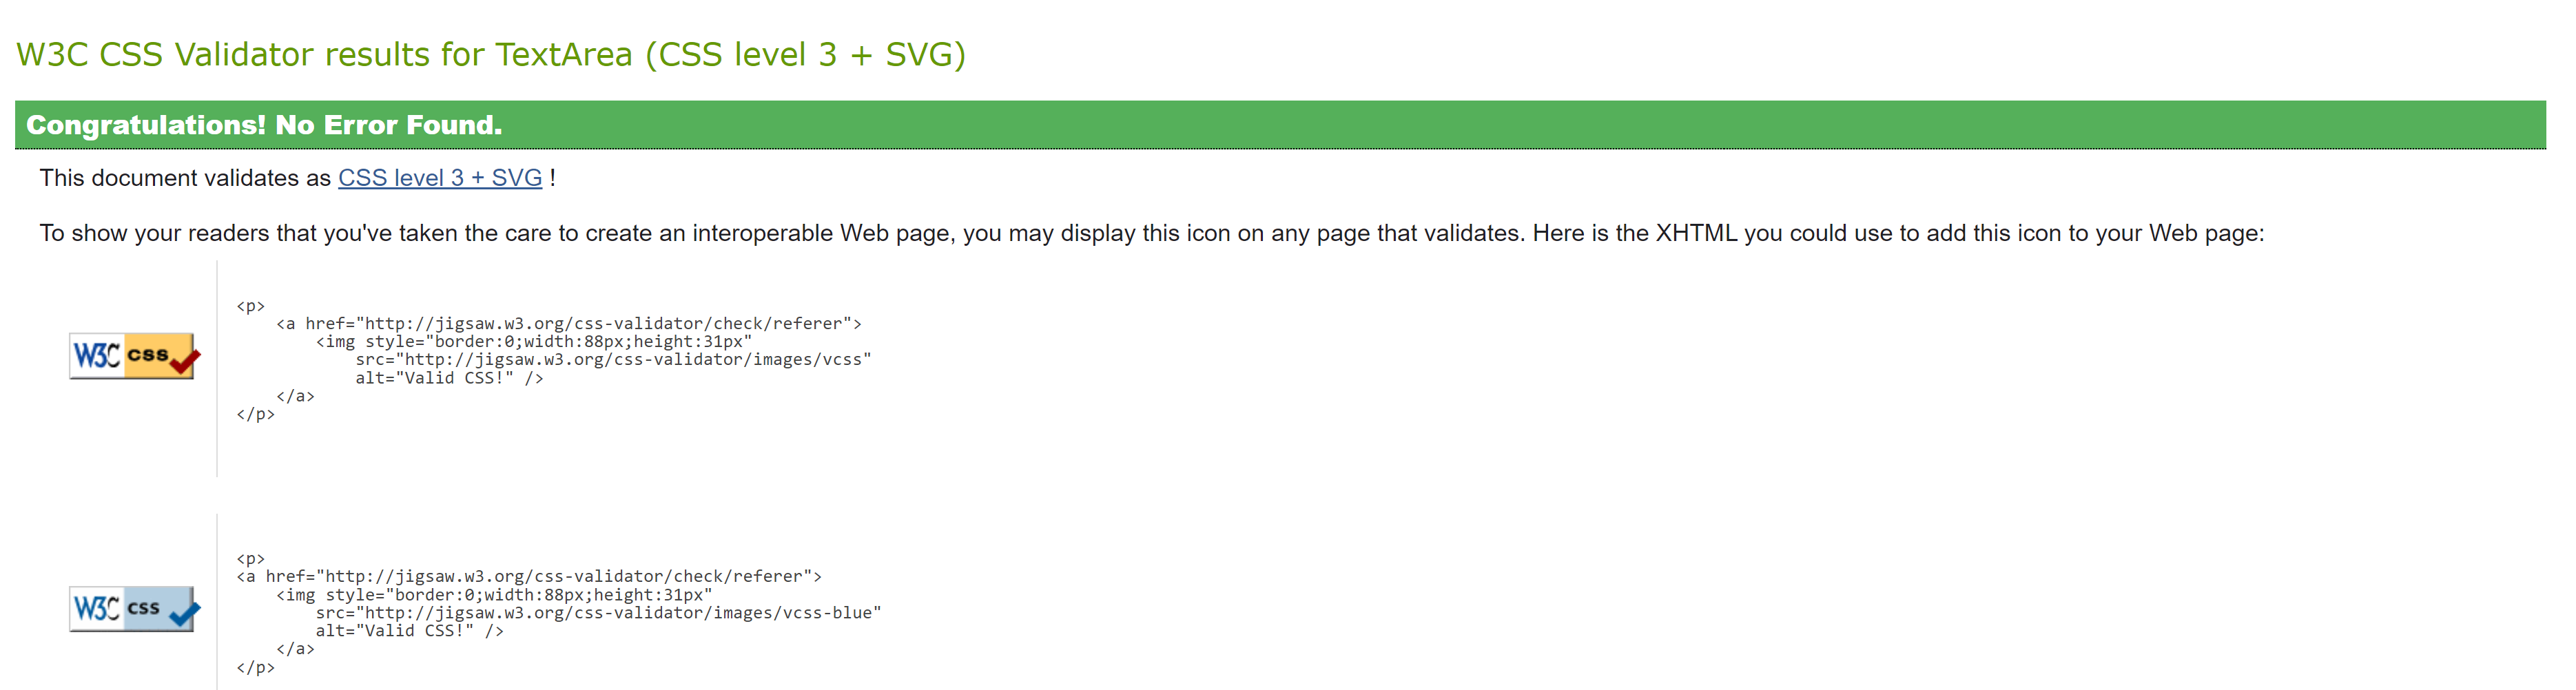 W3C CSS Validator results for TextArea (CSS level 3 + SVG)
Congratulations! No Error Found.
This document validates as CSS level 3 + SVG !
To show your readers that you've taken the care to create an interoperable Web page, you may display this icon on any page that validates. Here is the XHTML you could use to add this icon to your Web page:
W3C css
<p>
    <a href="http://jigsaw.w3.org/css-validator/check/referer">
        <img style="border:0;width:88px;height:31px"
            src="http://jigsaw.w3.org/css-validator/images/vcss"
            alt="Valid CSS!" />
    </a>
</p>
W3C css
<p>
<a href="http://jigsaw.w3.org/css-validator/check/referer">
    <img style="border:0;width:88px;height:31px"
        src="http://jigsaw.w3.org/css-validator/images/vcss-blue"
        alt="Valid CSS!" />
    </a>
</p>